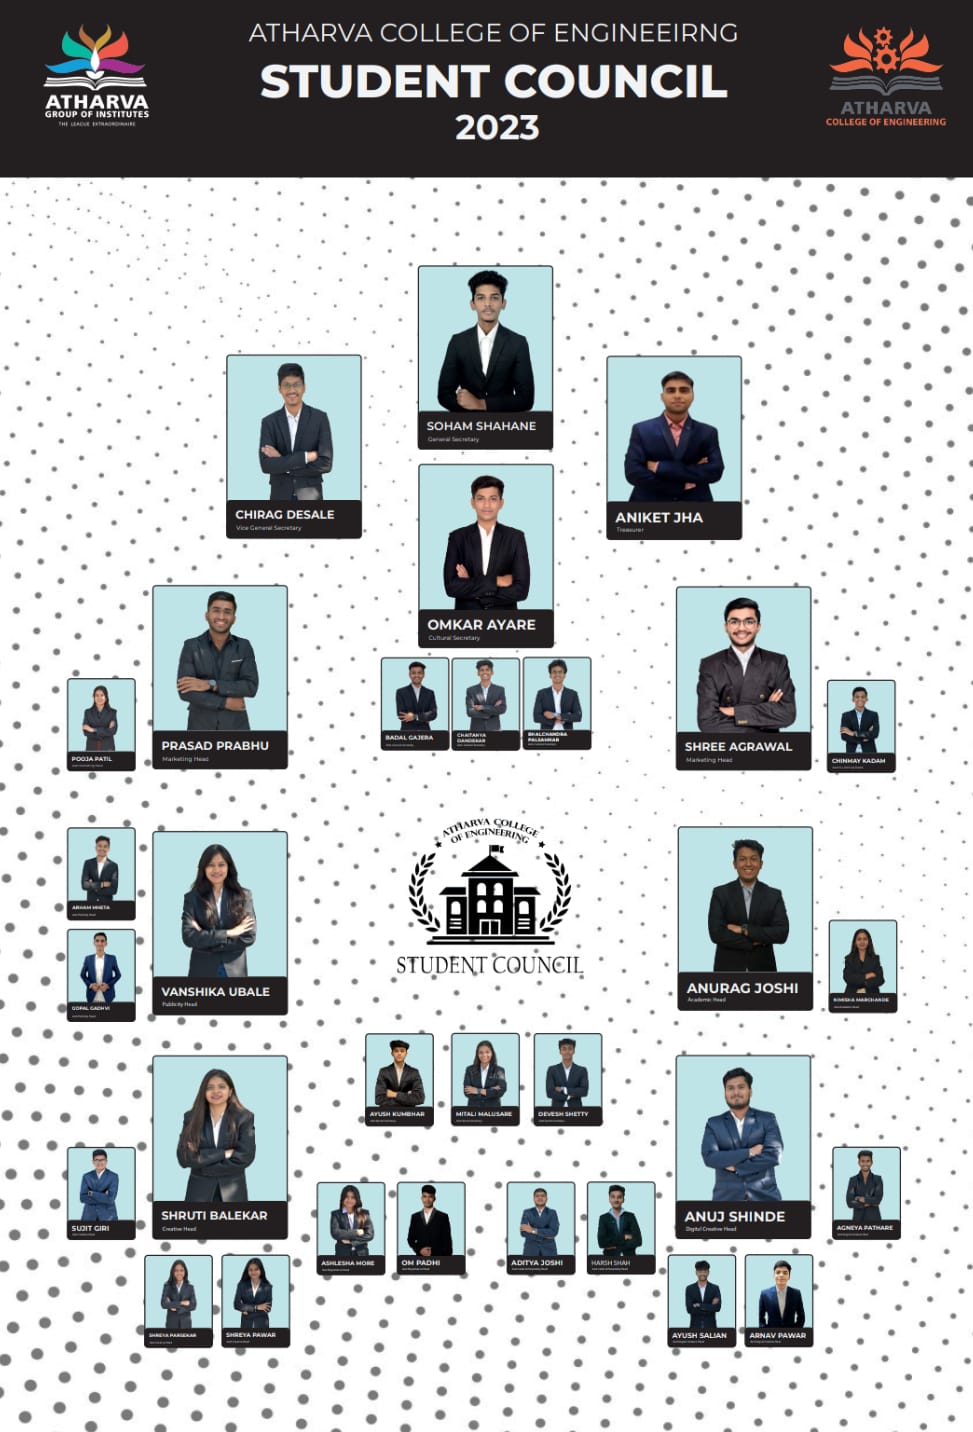 ATHARVA COLLEGE OF ENGINEEIRNG
STUDENT COUNCIL
2023
ATHARVA
GROUP OF INSTITUTES
THE LEAGUE EXTRAORDINAIRE
ATHARVA
COLLEGE OF ENGINEERING
SOHAM SHAHANE
General Secretary
CHIRAG DESALE
Vice General Secretary
ANIKET JHA
Treasurer
OMKAR AYARE
Cultural Secretary
BADAL GAJERA
CHAITANYA
DANDEKAR
BHALCHANDRA
PALSANKAR
PRASAD PRABHU
Marketing Head
POOJA PATIL
SHREE AGRAWAL
Marketing Head
CHINMAY KADAM
ARHAM MHETA
GOPAL GADHVI
VANSHIKA UBALE
Publicity Head
ATHARVA COLLEGE
OF ENGINEERING
STUDENT COUNCIL
ANURAG JOSHI
Academic Head
MARCHANDE
AYUSH KUMBHAR
MITALI MALUSARE
DEVESH SHETTY
SHRUTI BALEKAR
Creative Head
SUJIT GIRI
SHREYA PARSEKAR
SHREYA PAWAR
ASHLESHA MORE
OM PADHI
ADITYA JOSHI
HARSH SHAH
ANUJ SHINDE
Digital Creative Head
AGNEYA PATHARE
AYUSH SALIAN
ARNAV PAWAR